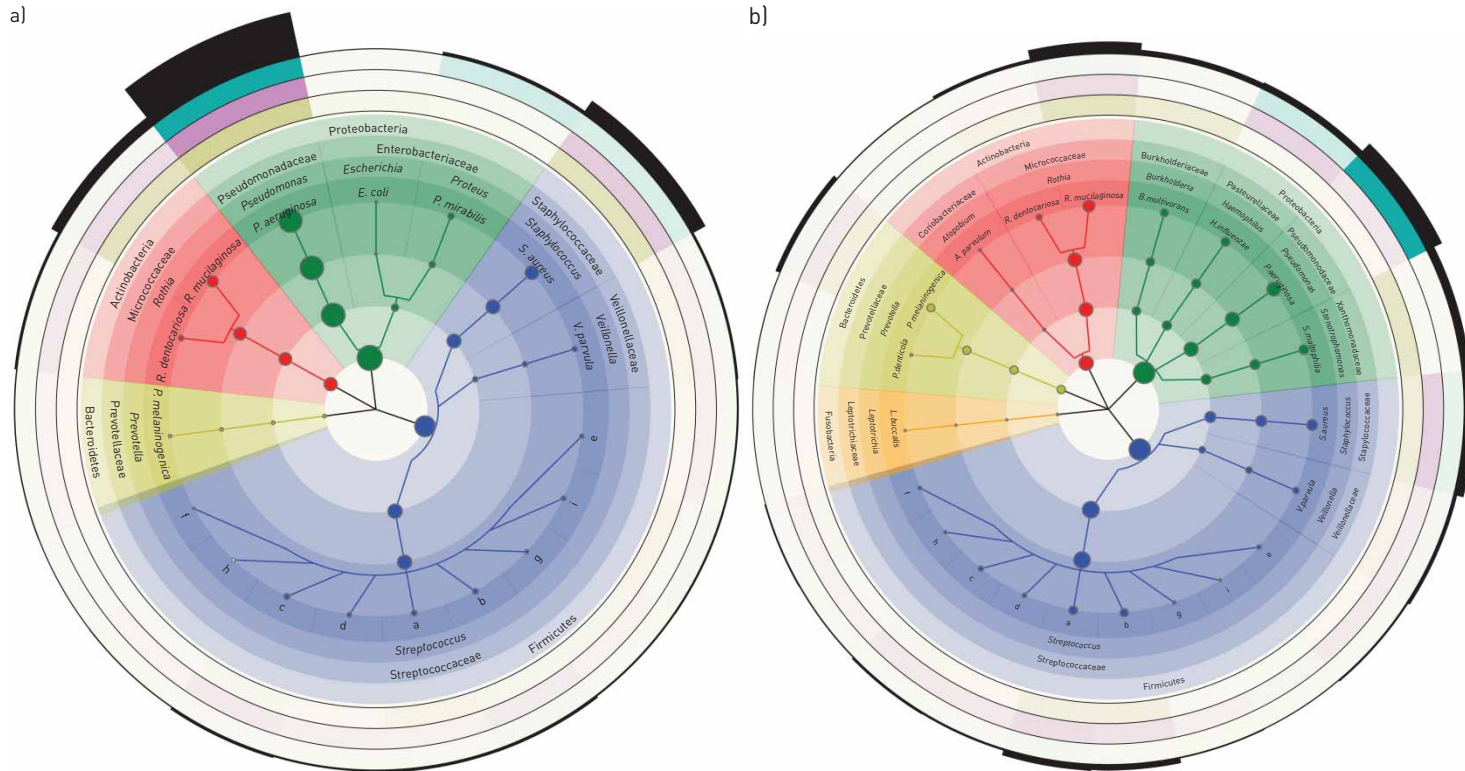 a)
Proteobacteria
Enterobacteriaceae
Pseudomonadaceae
Escherichia
Proteus
Pseudomonas
E. coli
P. mirabilis
P. aeruginosa
Staphylococcaceae
Staphylococcus
S. aureus
Veillonellaceae
Veillonella
V. parvula
Actinobacteria
Micrococcaceae
Rothia
R. mucilaginosa
R. dentocariosa
Bacteroidetes
Prevotellaceae
Prevotella
P. melaninogenica
e
i
g
b
a
d
c
h
f
Streptococcus
Streptococcaceae
Firmicutes
b)
Actinobacteria
Micrococcaceae
Rothia
R. mucilaginosa
R. dentocariosa
Coriobacteriaceae
Atopobium
A. parvulum
Burkholderiaceae
Burkholderia
B.multivorans
Pasteurellaceae
Haemophilus
H.influenzae
Proteobacteria
Pseudemonodaceae
Pseudomonas
P.aeruginosa
Xanthomonadaceae
Stenotrophomonas
S.maltophilia
Bacteroidetes
Prevotellaceae
Prevotella
P. melaninogenica
P.denticola
Fusobacteria
Leptotrichiaceae
Leptotrichia
L. buccalis
S.aureus
Staphylococcus
Stapylococcaceae
V.parvula
Veillonella
Veillonellaceae
f
h
c
d
a
b
g
i
e
Streptococcus
Streptococcaceae
Firmicutes